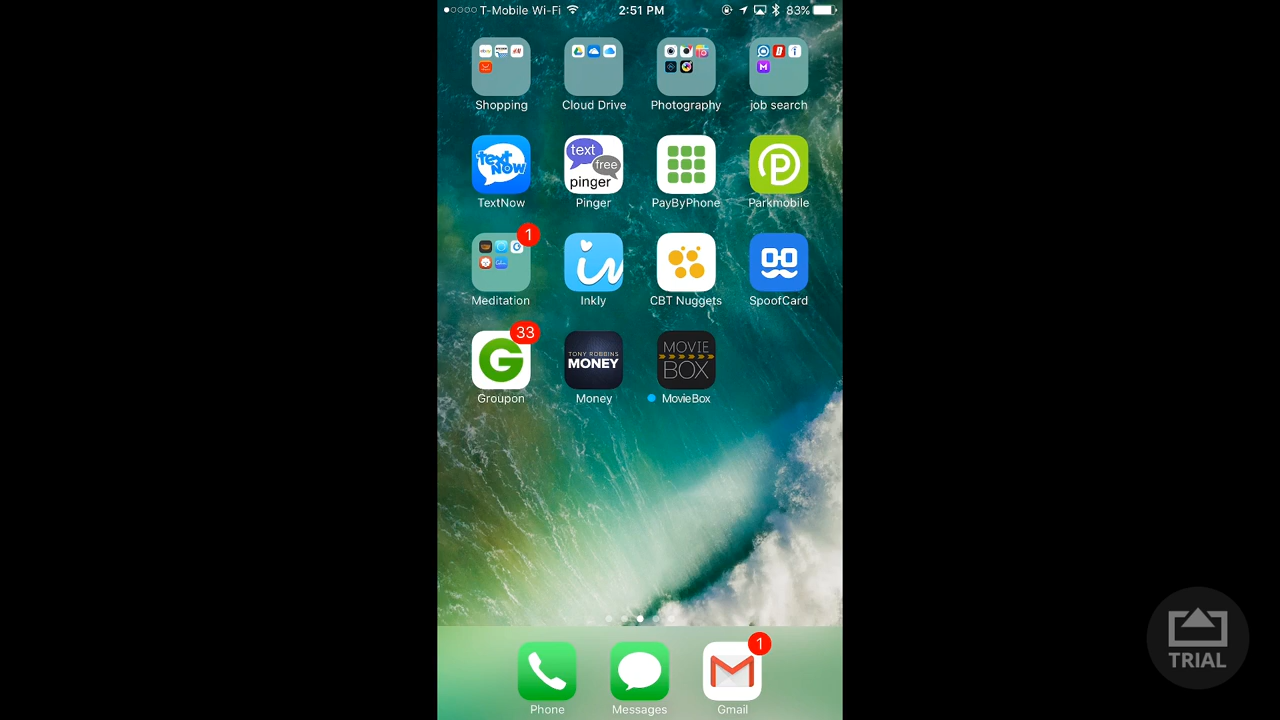 T-Mobile Wi-Fi 2:51 PM 83%
Shopping Cloud Drive Photography job search
text NOW text free pinger P
TextNow Pinger PayByPhone Parkmobile
1
Meditation Inkly CBT Nuggets SpoofCard
33
G TONY ROBBINS MONEY MOVIE BOX
Groupon Money MovieBox
1
Phone Messages Gmail
TRIAL